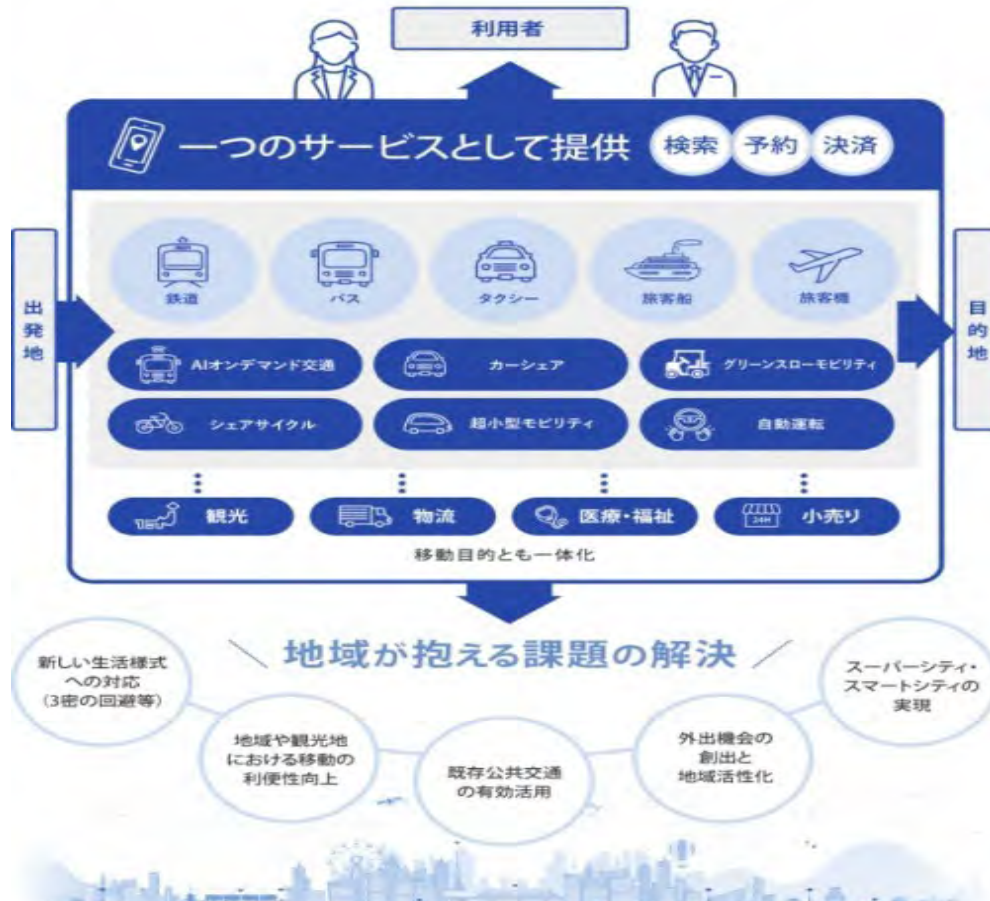 利用者
一つのサービスとして提供 検索 予約 決済
出発地
目的地
鉄道 バス タクシー 旅客船 旅客機
AIオンデマンド交通 カーシェア グリーンスローモビリティ
シェアサイクル 超小型モビリティ 自動運転
観光 物流 24H 医療・福祉 小売り
移動目的とも一体化
地域が抱える課題の解決
新しい生活様式
への対応
(3密の回避等)
地域や観光地
における移動の
利便性向上
既存公共交通
の有効活用
外出機会の
創出と
地域活性化
スーパーシティ・
スマートシティの
実現